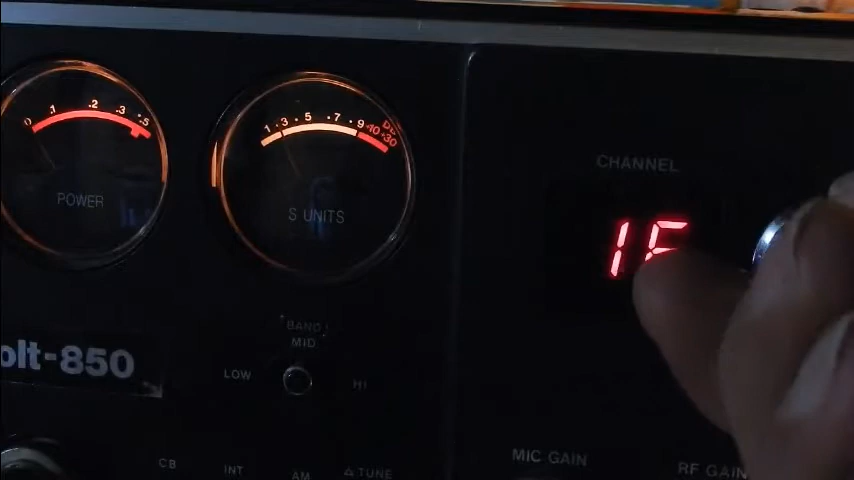 0 .1 .2 .3 .5
POWER
1 . 3 . 5 . 7 . 9
10 30
S UNITS
CHANNEL
olt-850
BAND
MID
LOW
HI
CB
INT
AM
△ TUNE
MIC GAIN
RF GAIN